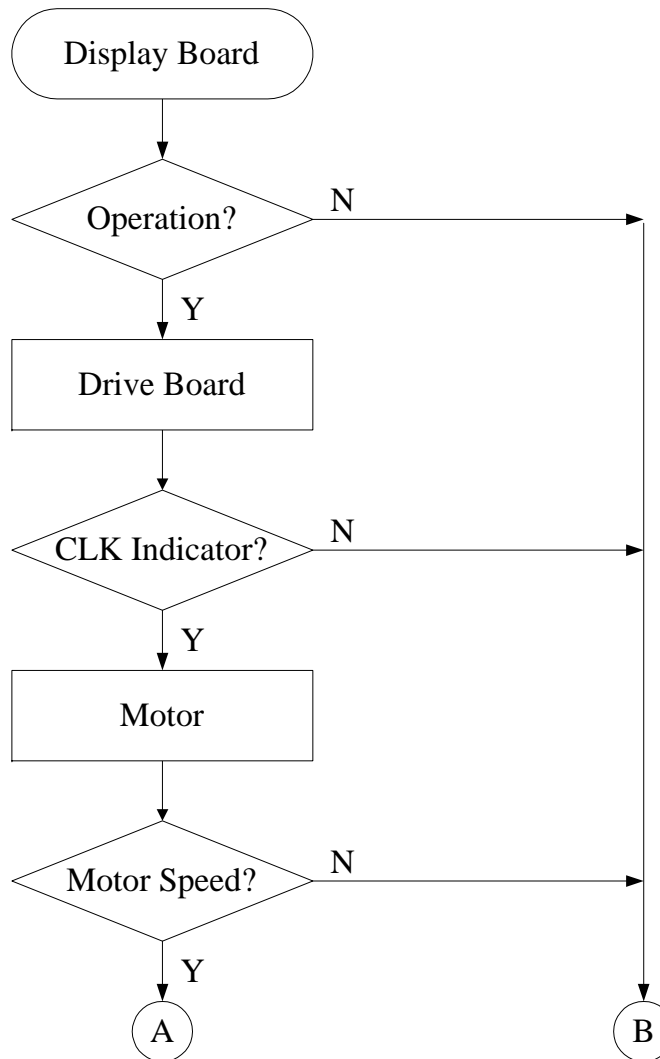 Display Board
Operation?
N
Y
Drive Board
CLK Indicator?
N
Y
Motor
Motor Speed?
N
Y
A
B